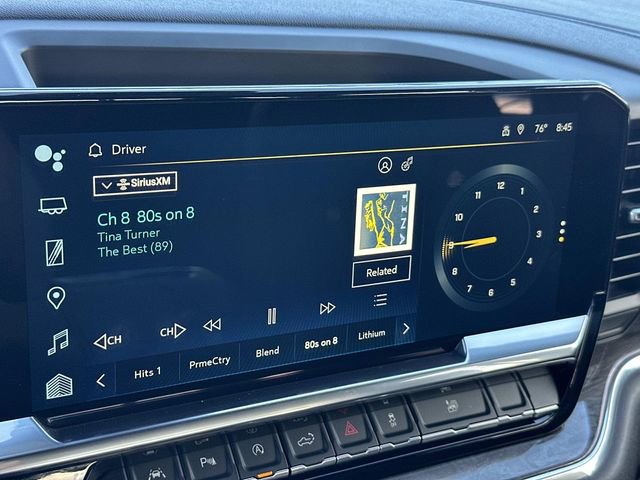 Driver
76° 8:45
SiriusXM
Ch 8 80s on 8
Tina Turner
The Best (89)
TINA
Related
CH CH
Hits 1 PrmeCtry Blend 80s on 8 Lithium
12
1
2
3
4
5
6
7
8
9
10
11